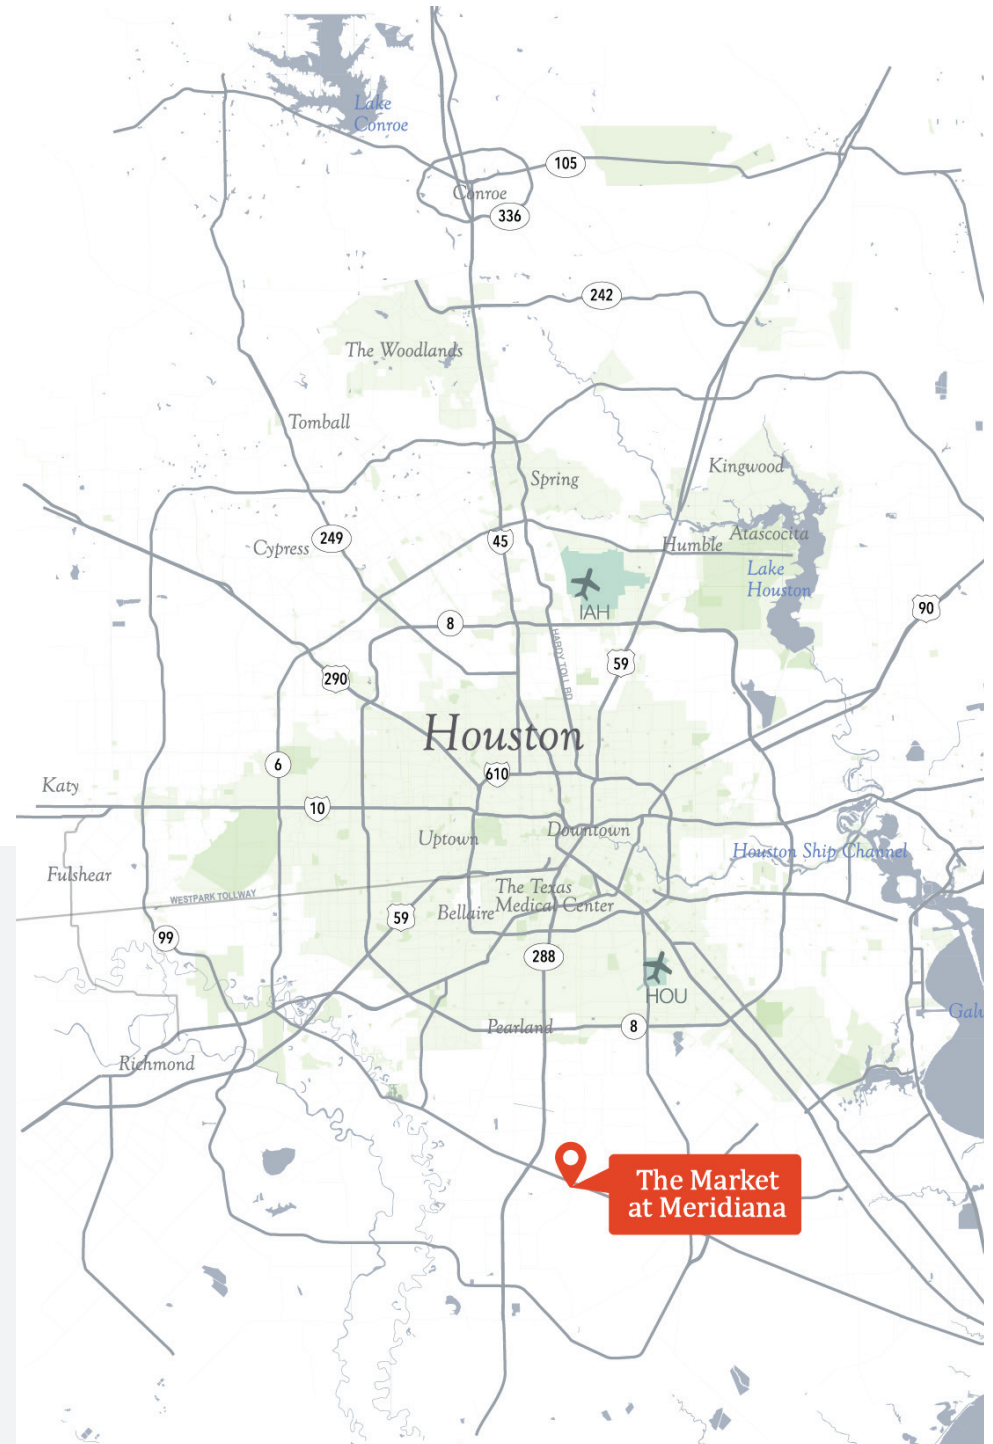 Lake
Conroe
105
Conroe
336
242
The Woodlands
Tomball
Kingwood
Spring
Atascocita
249
45
Humble
Cypress
Lake
Houston
IAH
90
8
HARDY TOLL RD
59
290
Houston
6
610
Katy
10
Uptown
Downtown
Houston Ship Channel
Fulshear
The Texas
Medical Center
WESTPARK TOLLWAY
Bellaire
59
99
288
HOU
Galv
Pearland
8
Richmond
The Market
at Meridiana